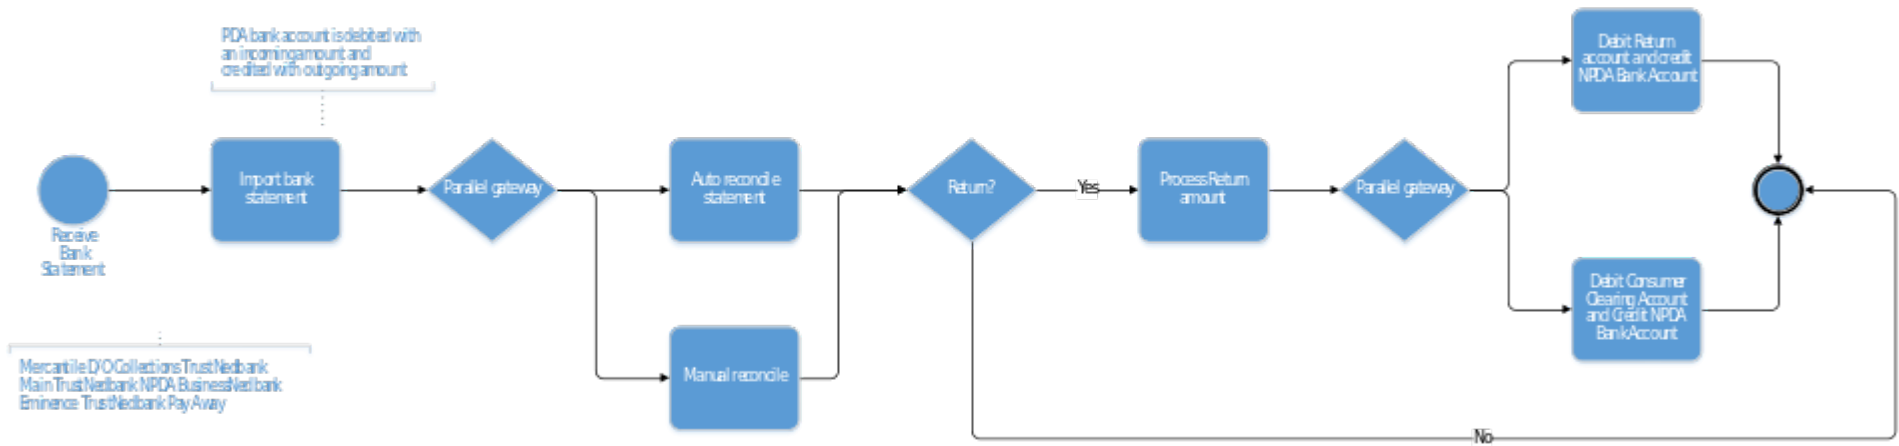 PDA bank account is debited with
an incoming amount and
credited with outgoing amount
Receive
Bank
Statement
Import bank
statement
Parallel gateway
Auto reconcile
statement
Manual reconcile
Return?
Yes
Process Return
amount
Parallel gateway
Debit Return
account and credit
NPDA Bank Account
Debit Consumer
Clearing Account
and Credit NPDA
Bank Account
No
Mercantile D/O Collections Trust Nedbank
Main Trust Nedbank NPDA Business Nedbank
Eminence Trust Nedbank Pay Away